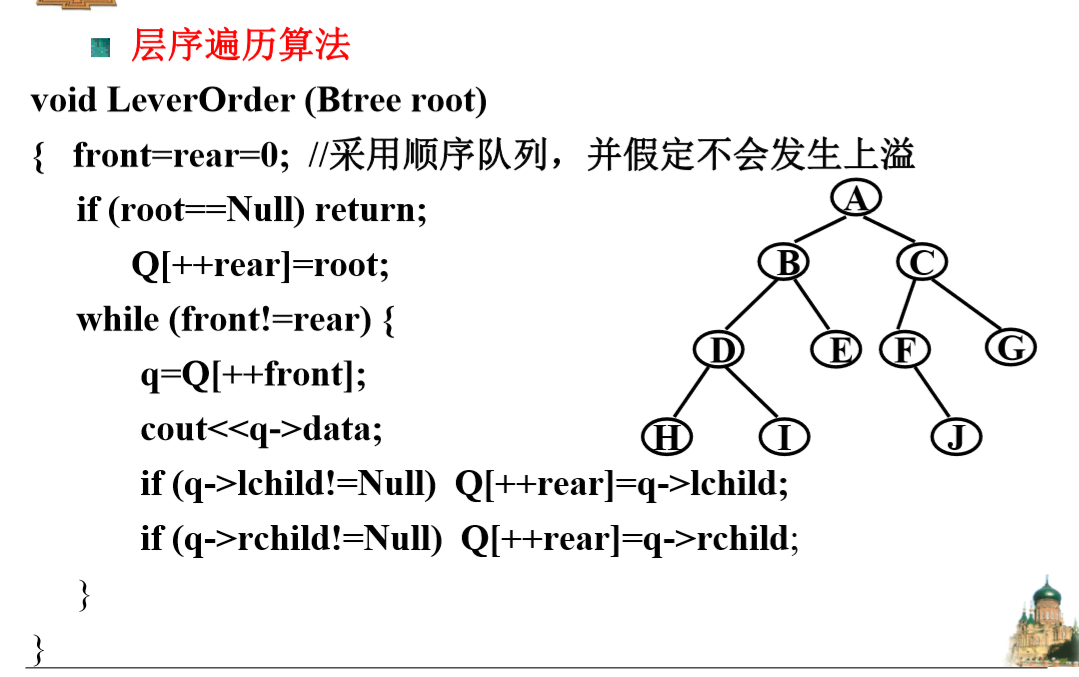 层序遍历算法
void LeverOrder (Btree root)
{ front=rear=0; //采用顺序队列，并假定不会发生上溢
if (root==Null) return;
Q[++rear]=root;
while (front!=rear) {
q=Q[++front];
cout<<q->data;
if (q->lchild!=Null) Q[++rear]=q->lchild;
if (q->rchild!=Null) Q[++rear]=q->rchild;
}
}
A
B C
D E F G
H I J